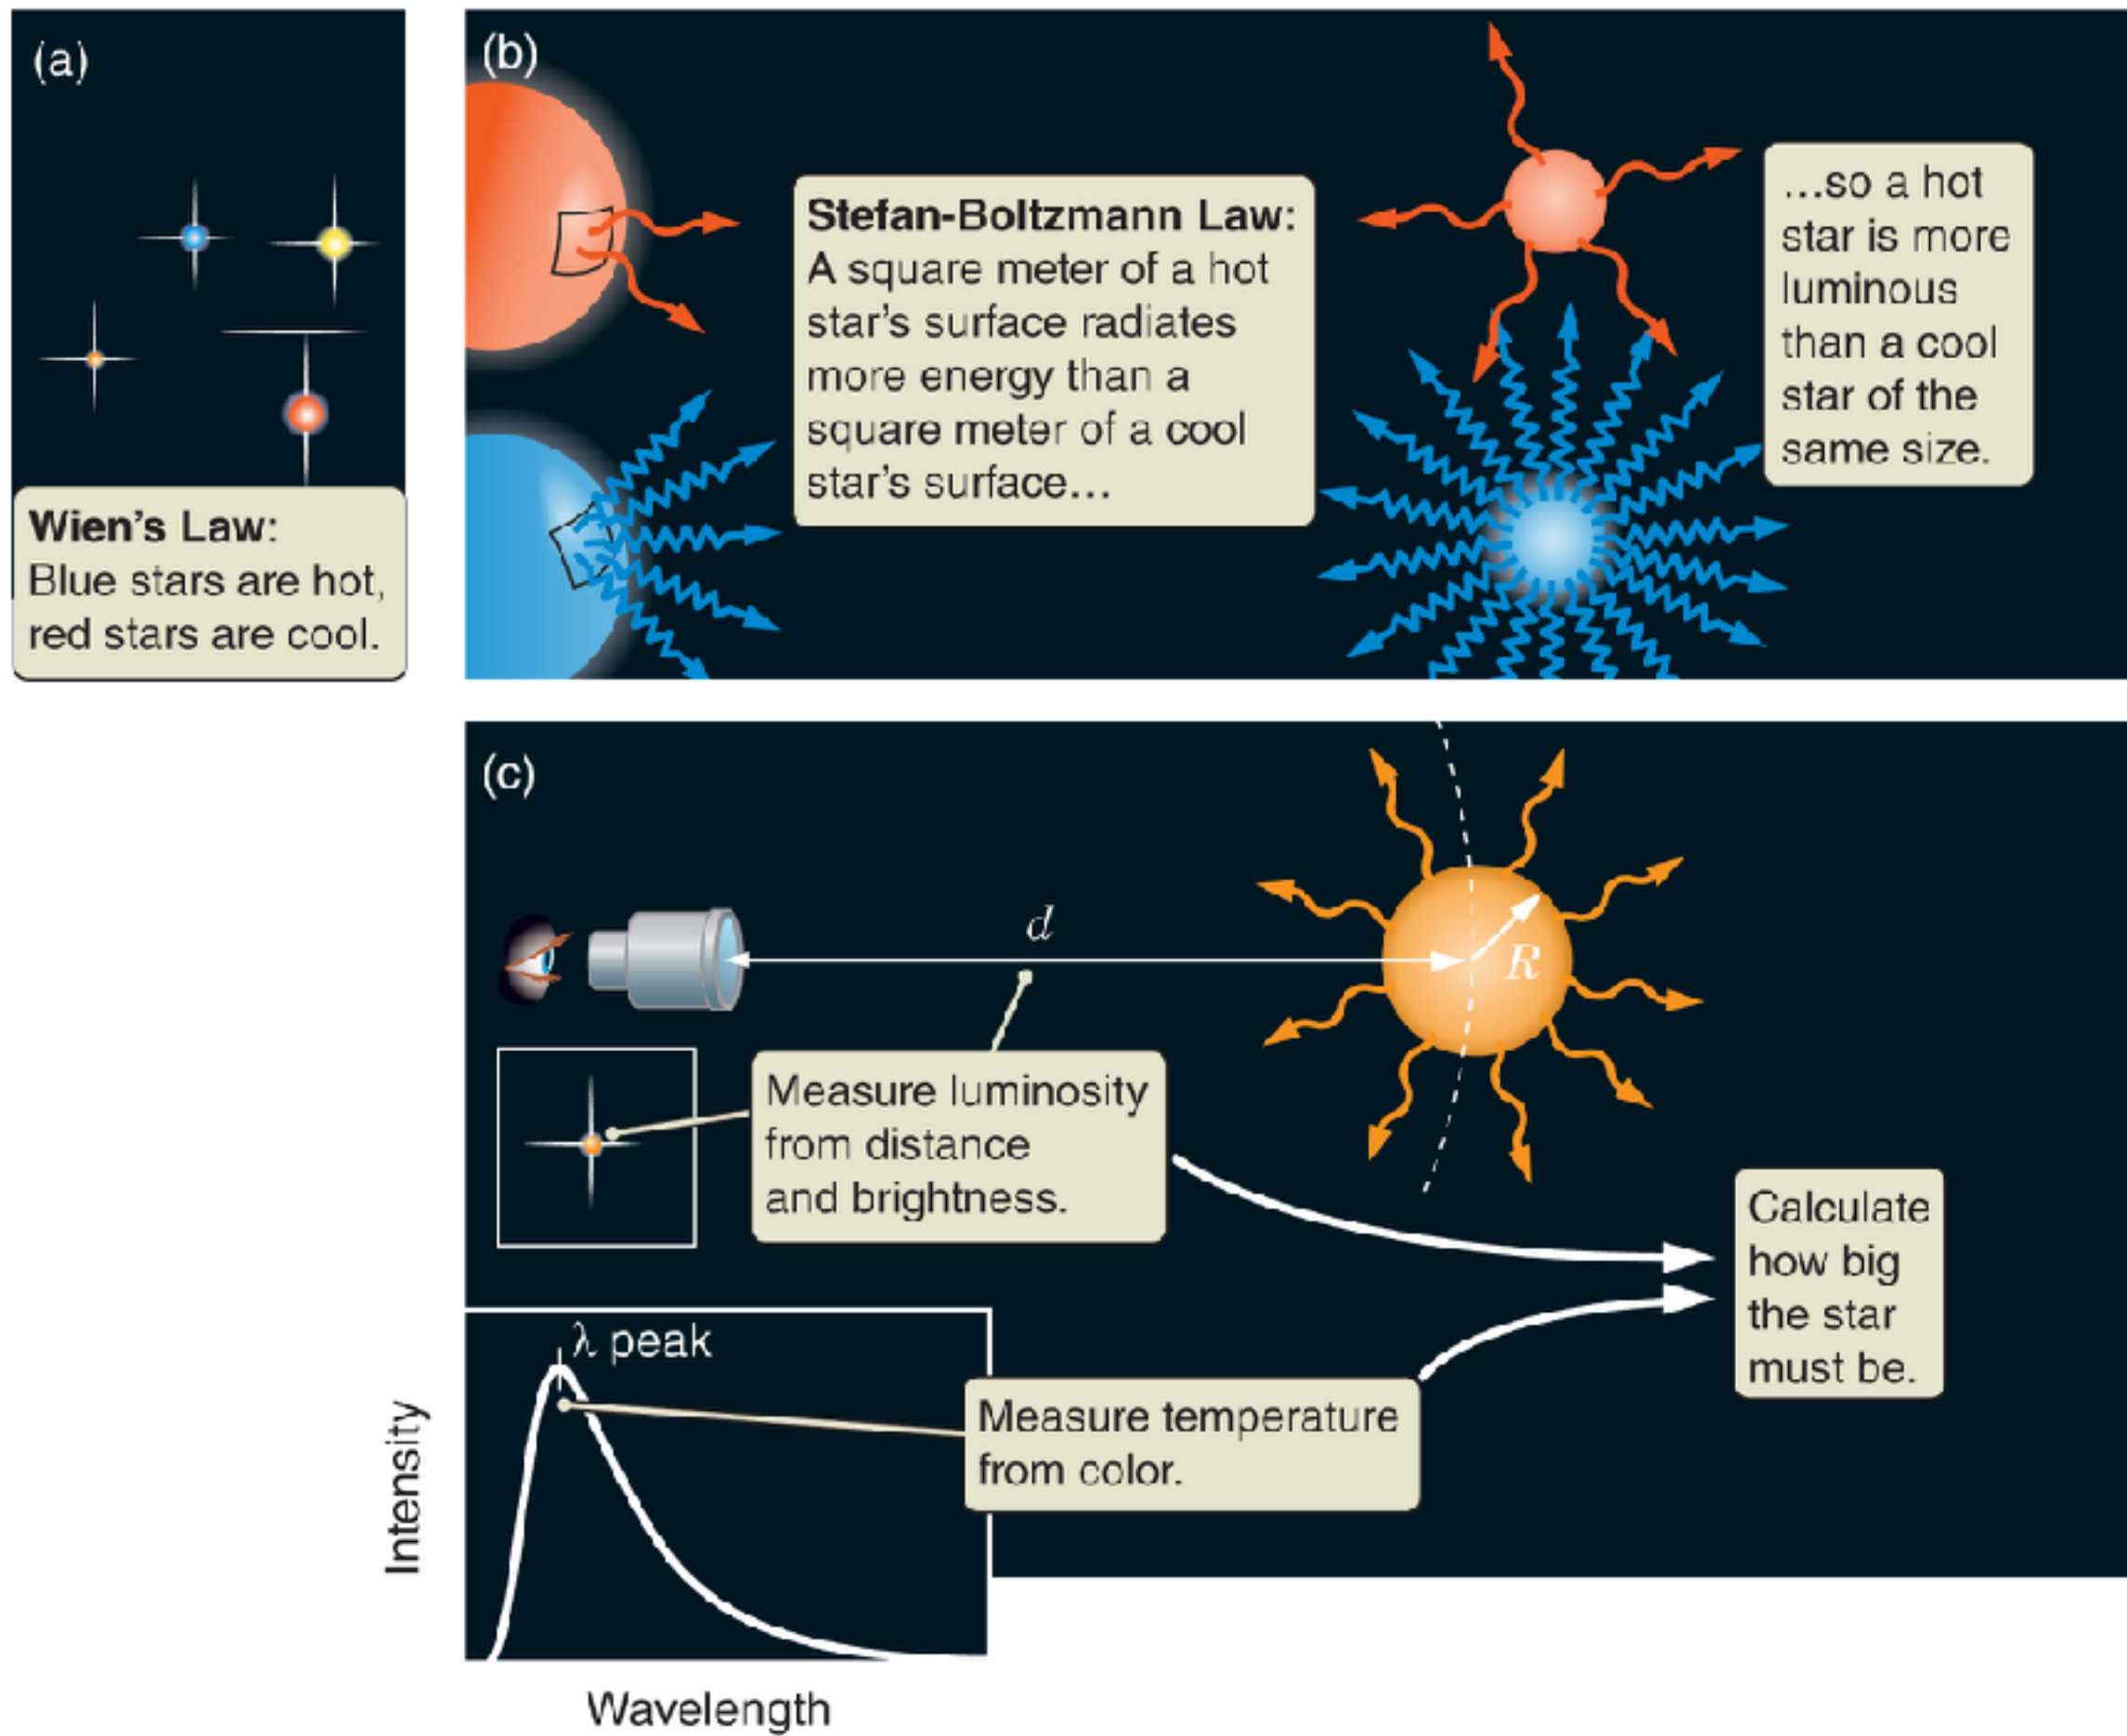 (a)
Wien's Law:
Blue stars are hot,
red stars are cool.
(b)
Stefan-Boltzmann Law:
A square meter of a hot
star's surface radiates
more energy than a
square meter of a cool
star's surface...
...so a hot
star is more
luminous
than a cool
star of the
same size.
(c)
d
R
Measure luminosity
from distance
and brightness.
Calculate
how big
the star
must be.
λ peak
Measure temperature
from color.
Intensity
Wavelength